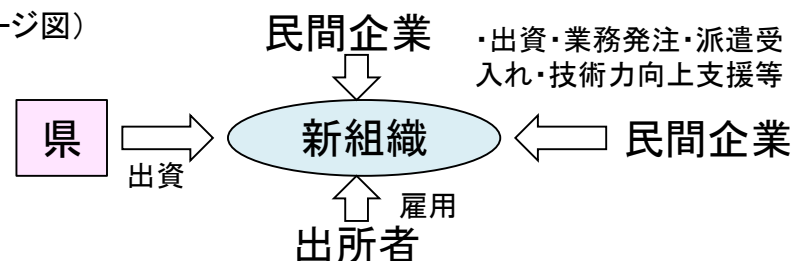 ージ図）
民間企業
・出資・業務発注・派遣受
入れ・技術力向上支援等
県
新組織
民間企業
出資
雇用
出所者